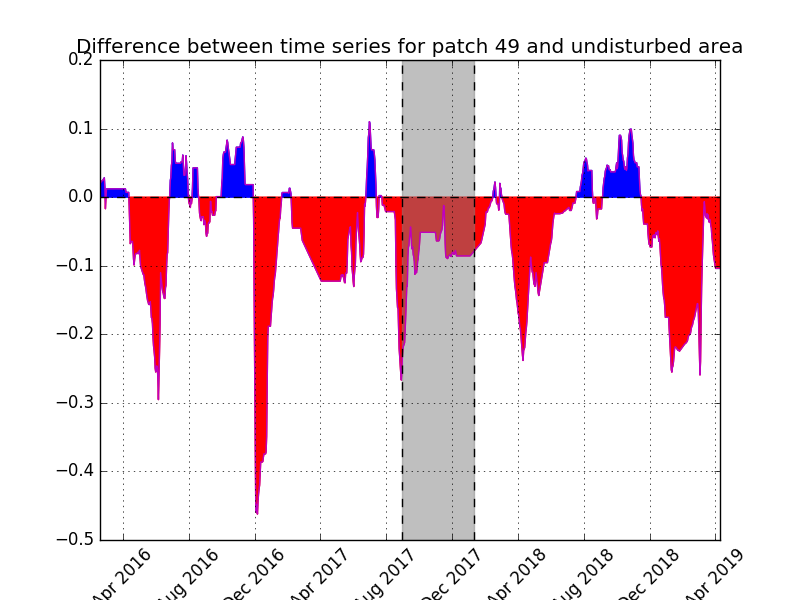 Difference between time series for patch 49 and undisturbed area
0.2
0.1
0.0
−0.1
−0.2
−0.3
−0.4
−0.5
Apr 2016
Aug 2016
Dec 2016
Apr 2017
Aug 2017
Dec 2017
Apr 2018
Aug 2018
Dec 2018
Apr 2019